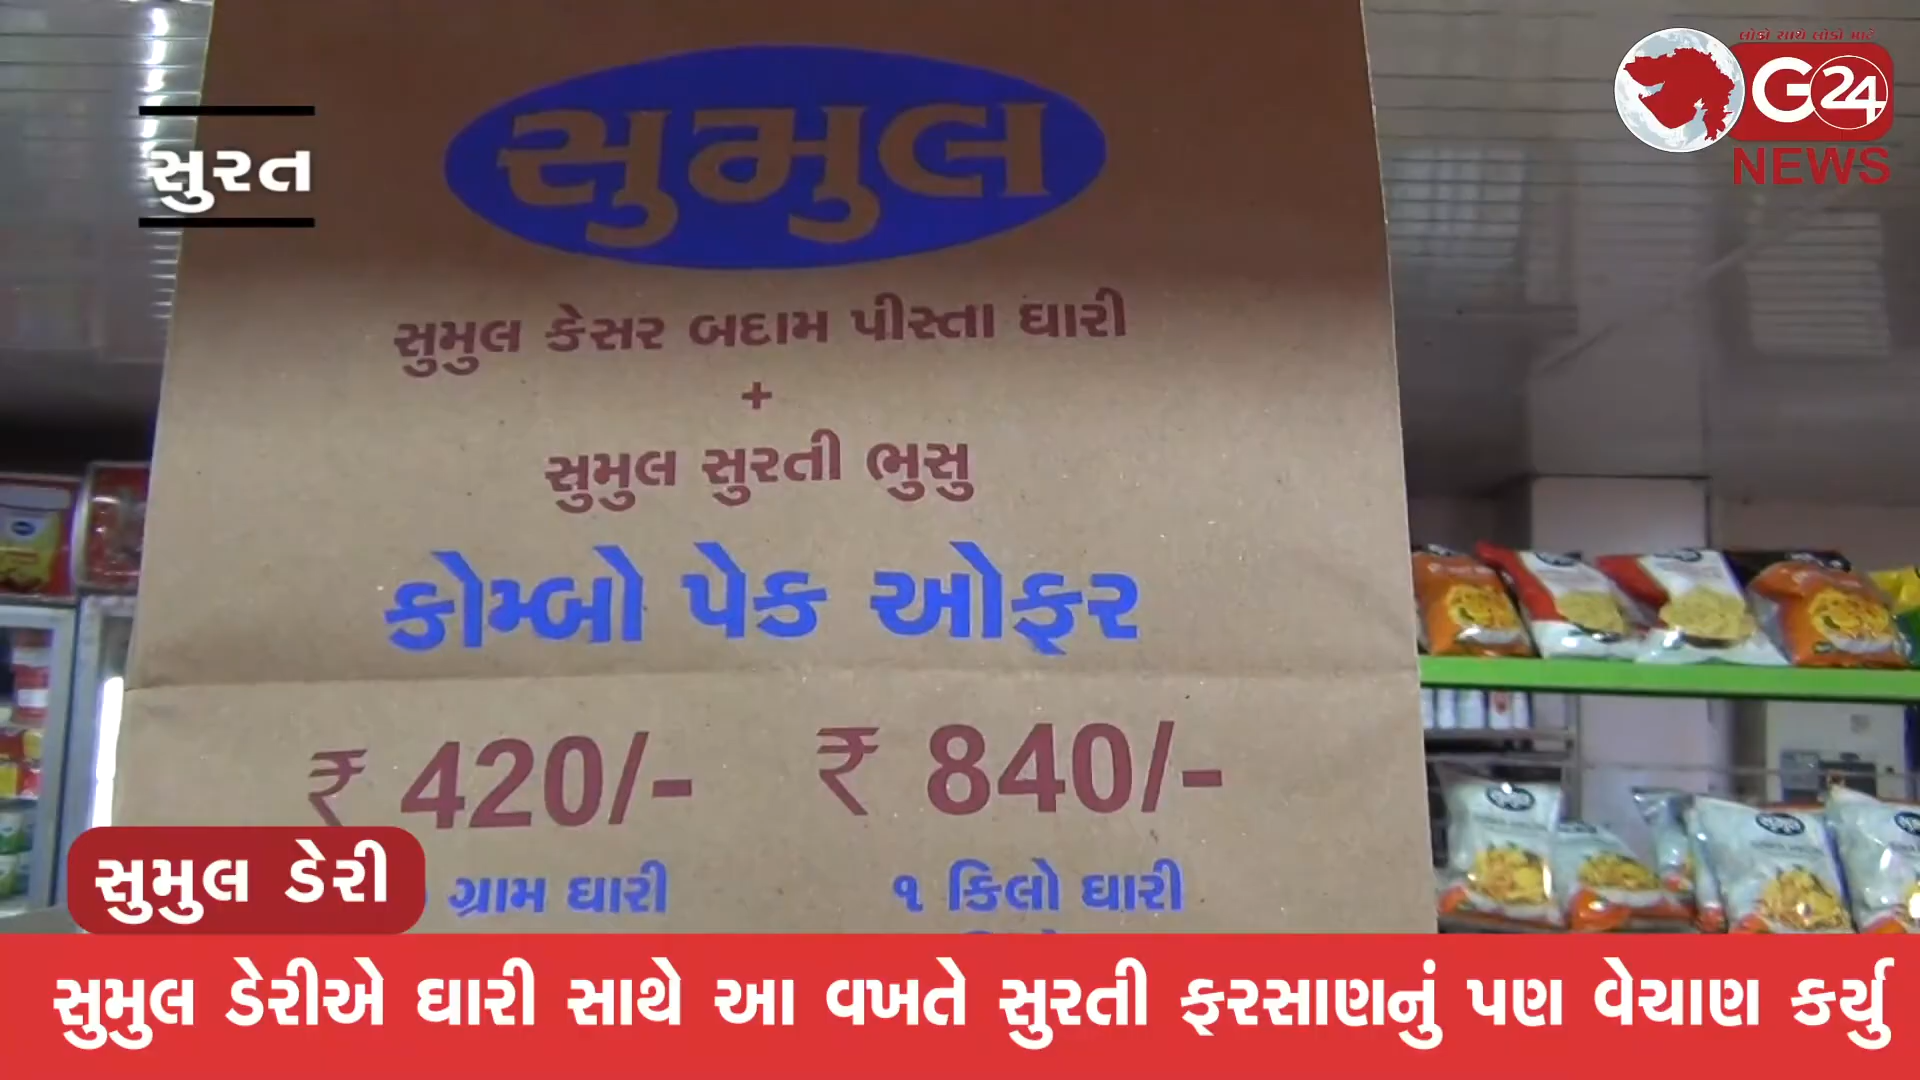 લોકો સાથે લોકો માટે
G24
NEWS
સુરત
સુમુલ
સુમુલ કેસર બદામ પીસ્તા ઘારી
+
સુમુલ સુરતી ભુસુ
કોમ્બો પેક ઓફર
₹ 420/- ₹ 840/-
ગ્રામ ઘારી ૧ કિલો ઘારી
સુમુલ ડેરી
સુમુલ ડેરીએ ઘારી સાથે આ વખતે સુરતી ફરસાણનું પણ વેચાણ કર્યુ